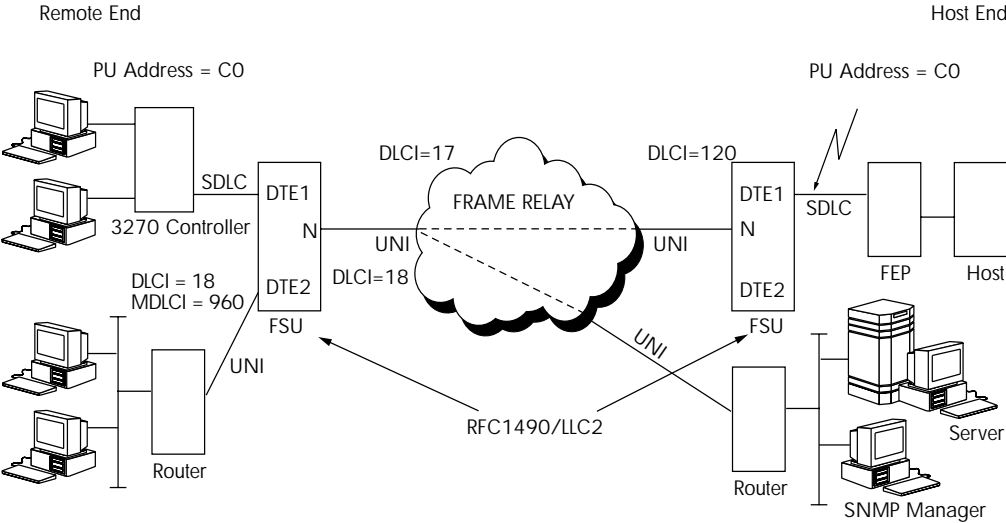 Remote End
Host End
PU Address = C0
PU Address = C0
DLCI=17
DLCI=120
SDLC
DTE1
FRAME RELAY
DTE1
SDLC
3270 Controller
N
UNI
UNI
N
FEP
Host
DLCI = 18
MDLCI = 960
DTE2
DLCI=18
DTE2
FSU
FSU
UNI
UNI
RFC1490/LLC2
Server
Router
Router
SNMP Manager